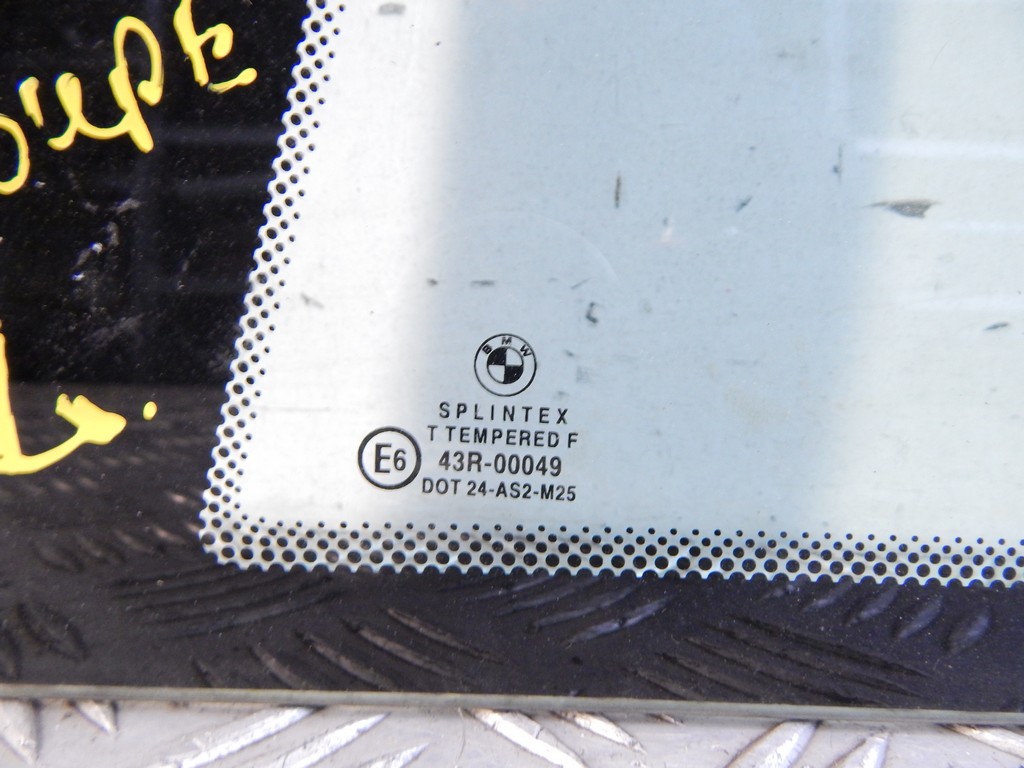 BMW
SPLINTEX
T TEMPERED F
E6
43R-00049
DOT 24-AS2-M25